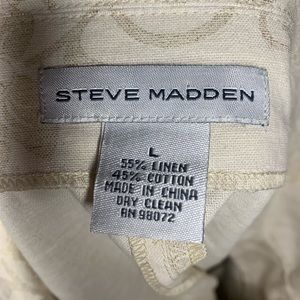 STEVE MADDEN
L
55% LINEN
45% COTTON
MADE IN CHINA
DRY CLEAN
RN 98072